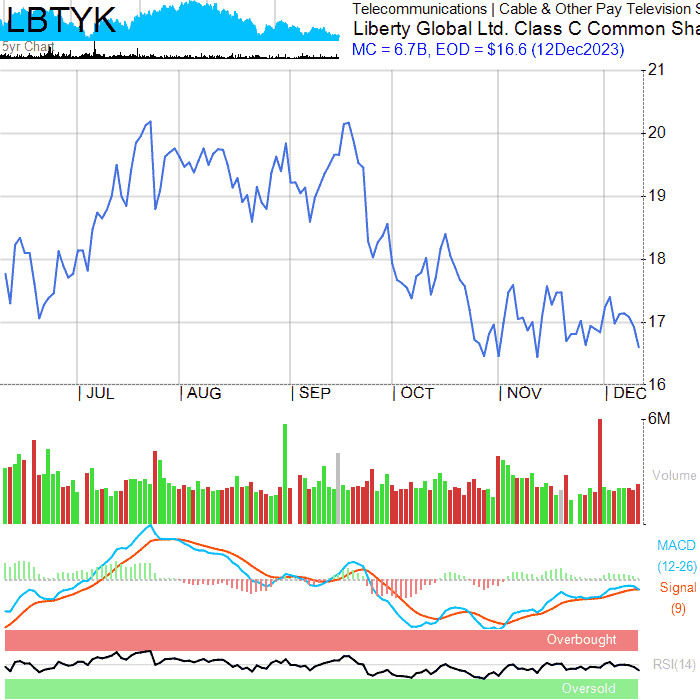 LBTYK
5yr Chart
Telecommunications | Cable & Other Pay Television S
Liberty Global Ltd. Class C Common Sha
MC = 6.7B, EOD = $16.6 (12Dec2023)
21
20
19
18
17
16
JUL
AUG
SEP
OCT
NOV
DEC
6M
Volume
MACD
(12-26)
Signal
(9)
Overbought
RSI(14)
Oversold